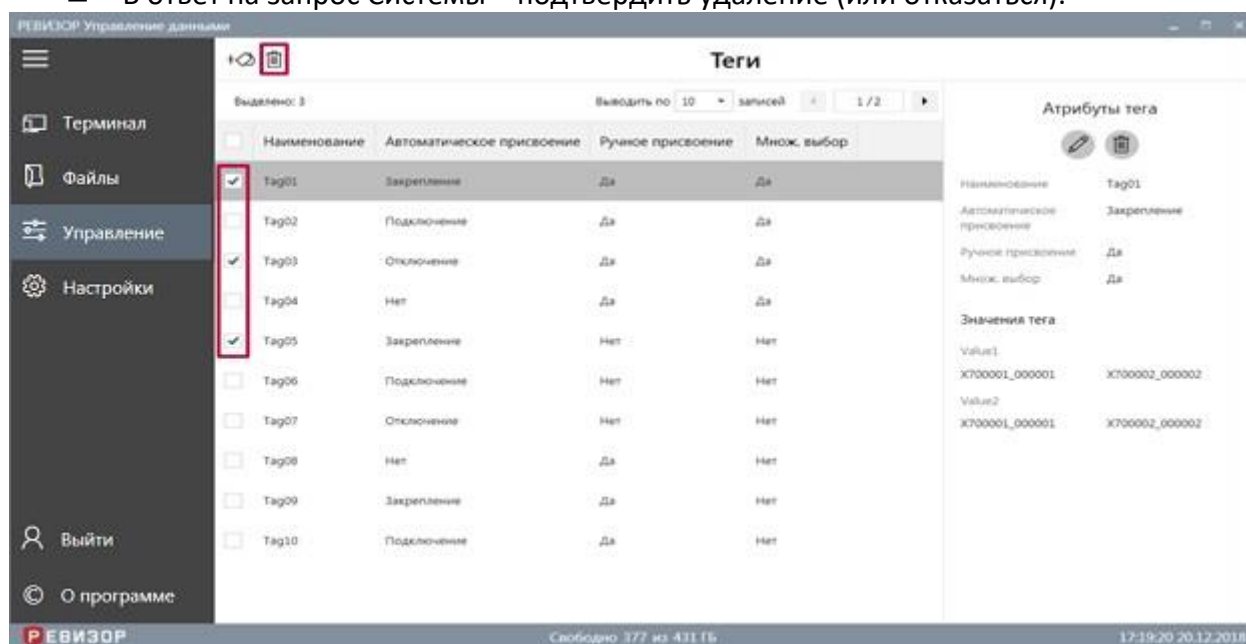 В ответ на запрос Системы – подтвердить удаление (или отказаться).
РЕВИЗОР Управление данными
Теги
Выделено: 3 Выводить по 10 записей 1/2
Наименование Автоматическое присвоение Ручное присвоение Множ. выбор
Tag01 Закрепление Да Да
Tag02 Подключение Да Да
Tag03 Отключение Да Да
Tag04 Нет Да Да
Tag05 Закрепление Нет Нет
Tag06 Подключение Нет Нет
Tag07 Отключение Нет Нет
Tag08 Нет Да Нет
Tag09 Закрепление Да Нет
Tag10 Подключение Да Нет
Терминал
Файлы
Управление
Настройки
Выйти
О программе
Атрибуты тега
Наименование Tag01
Автоматическое присвоение Закрепление
Ручное присвоение Да
Множ. выбор Да
Значения тега
Value1
X700001_000001 X700002_000002
Value2
X700001_000001 X700002_000002
РЕВИЗОР Свободно 377 из 431 ГБ 17:19:20 20.12.2018